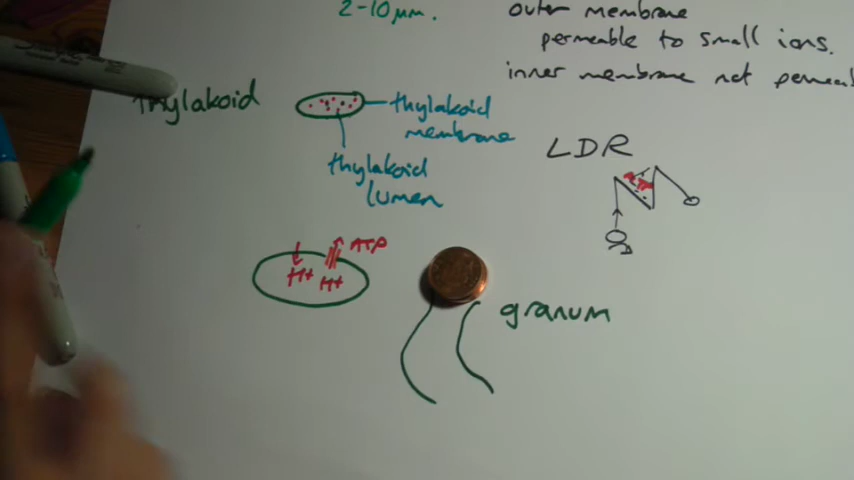 2-10μm.
outer membrane
permeable to small ions.
inner membrane not
thylakoid
thylakoid
membrane
thylakoid
lumen
LDR
ATP
H+ H+
granum